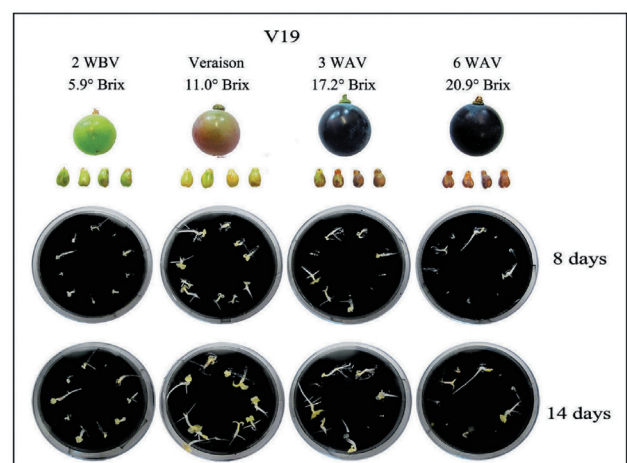 V19
2 WBV Veraison 3 WAV 6 WAV
5.9° Brix 11.0° Brix 17.2° Brix 20.9° Brix
8 days
14 days